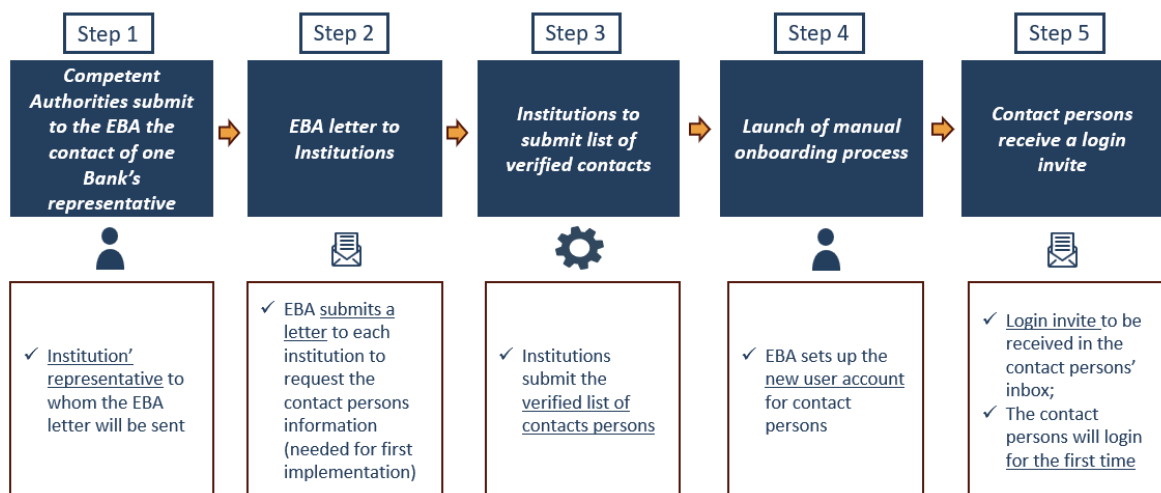 Step 1
Step 2
Step 3
Step 4
Step 5
Competent
Authorities submit
to the EBA the
contact of one
Bank's
representative
EBA letter to
Institutions
Institutions to
submit list of
verified contacts
Launch of manual
onboarding process
Contact persons
receive a login
invite
✓ Institution'
representative to
whom the EBA
letter will be sent
✓ EBA submits a
letter to each
institution to
request the
contact persons
information
(needed for first
implementation)
✓ Institutions
submit the
verified list of
contacts persons
✓ EBA sets up the
new user account
for contact
persons
✓ Login invite to be
received in the
contact persons'
inbox;
✓ The contact
persons will login
for the first time